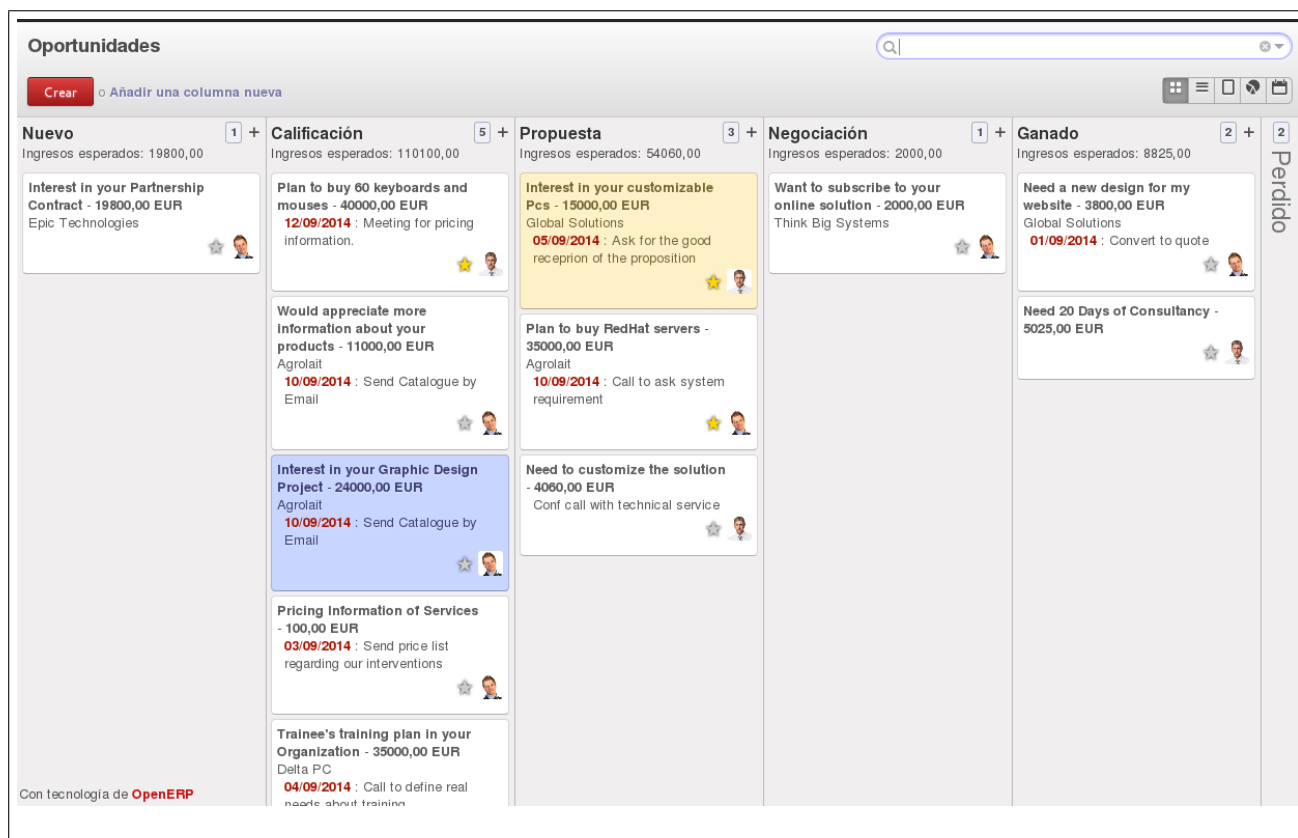 Oportunidades
Crear o Añadir una columna nueva
Nuevo 1 +
Ingresos esperados: 19800,00
Interest in your Partnership
Contract - 19800,00 EUR
Epic Technologies
Calificación 5 +
Ingresos esperados: 110100,00
Plan to buy 60 keyboards and
mouses - 40000,00 EUR
12/09/2014 : Meeting for pricing
information.
Would appreciate more
information about your
products - 11000,00 EUR
Agrolait
10/09/2014 : Send Catalogue by
Email
Interest in your Graphic Design
Project - 24000,00 EUR
Agrolait
10/09/2014 : Send Catalogue by
Email
Pricing Information of Services
- 100,00 EUR
03/09/2014 : Send price list
regarding our interventions
Trainee's training plan in your
Organization - 35000,00 EUR
Delta PC
04/09/2014 : Call to define real
needs about training
Propuesta 3 +
Ingresos esperados: 54060,00
Interest in your customizable
Pcs - 15000,00 EUR
Global Solutions
05/09/2014 : Ask for the good
receprion of the proposition
Plan to buy RedHat servers -
35000,00 EUR
Agrolait
10/09/2014 : Call to ask system
requirement
Need to customize the solution
- 4060,00 EUR
Conf call with technical service
Negociación 1 +
Ingresos esperados: 2000,00
Want to subscribe to your
online solution - 2000,00 EUR
Think Big Systems
Ganado 2 +
Ingresos esperados: 8825,00
Need a new design for my
website - 3800,00 EUR
Global Solutions
01/09/2014 : Convert to quote
Need 20 Days of Consultancy -
5025,00 EUR
2
Perdido
Con tecnología de OpenERP